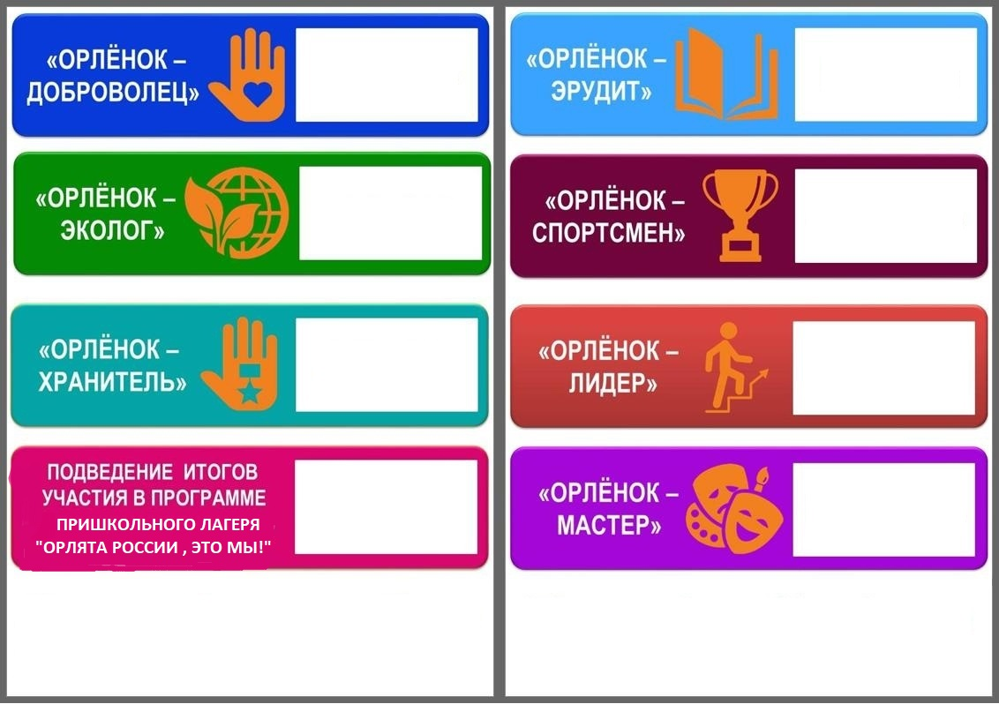 «ОРЛЁНОК –
ДОБРОВОЛЕЦ»
«ОРЛЁНОК –
ЭКОЛОГ»
«ОРЛЁНОК –
ХРАНИТЕЛЬ»
ПОДВЕДЕНИЕ ИТОГОВ
УЧАСТИЯ В ПРОГРАММЕ
ПРИШКОЛЬНОГО ЛАГЕРЯ
"ОРЛЯТА РОССИИ , ЭТО МЫ!"
«ОРЛЁНОК –
ЭРУДИТ»
«ОРЛЁНОК –
СПОРТСМЕН»
«ОРЛЁНОК –
ЛИДЕР»
«ОРЛЁНОК –
МАСТЕР»